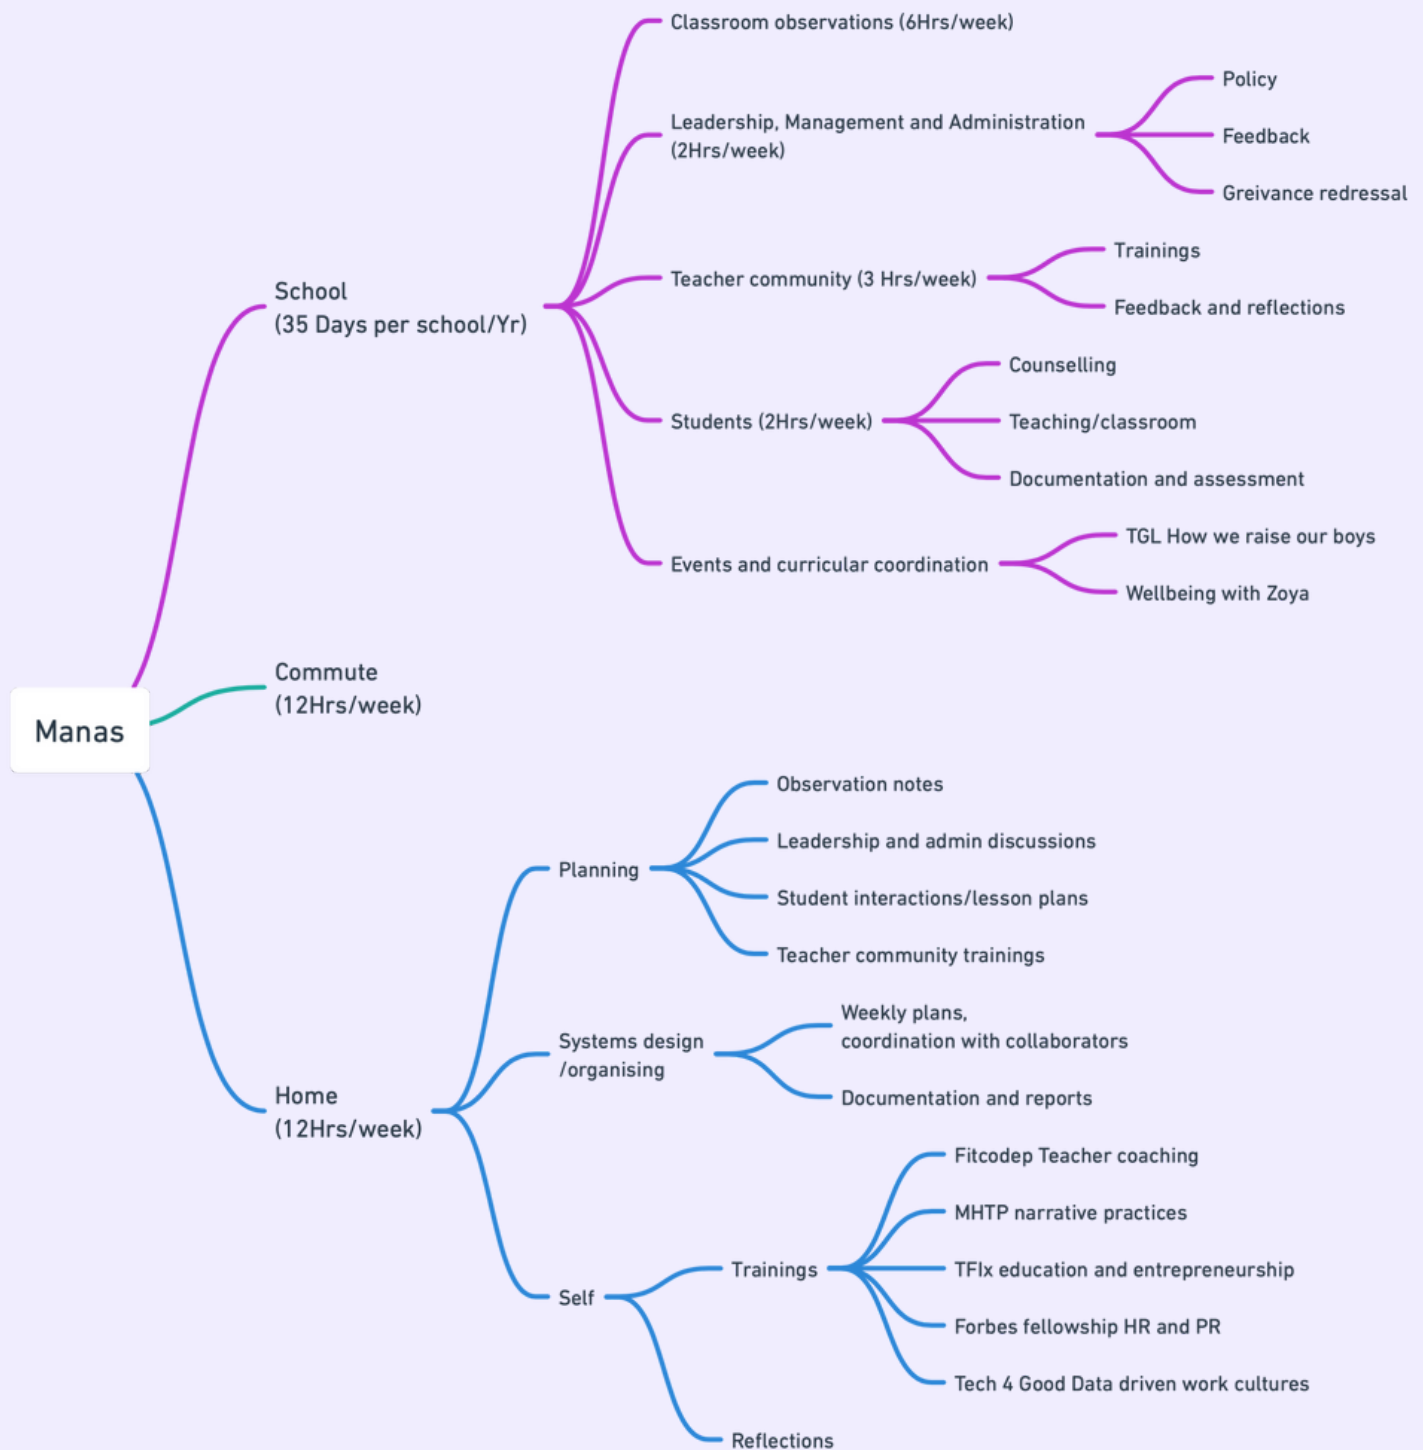 Classroom observations (6Hrs/week)
Policy
Leadership, Management and Administration
(2Hrs/week)
Feedback
Greivance redressal
Trainings
School
(35 Days per school/Yr)
Teacher community (3 Hrs/week)
Feedback and reflections
Counselling
Students (2Hrs/week)
Teaching/classroom
Documentation and assessment
TGL How we raise our boys
Events and curricular coordination
Wellbeing with Zoya
Commute
(12Hrs/week)
Manas
Observation notes
Leadership and admin discussions
Planning
Student interactions/lesson plans
Teacher community trainings
Weekly plans,
coordination with collaborators
Systems design
/organising
Documentation and reports
Home
(12Hrs/week)
Fitcodep Teacher coaching
MHTP narrative practices
Trainings
TFIx education and entrepreneurship
Self
Forbes fellowship HR and PR
Tech 4 Good Data driven work cultures
Reflections